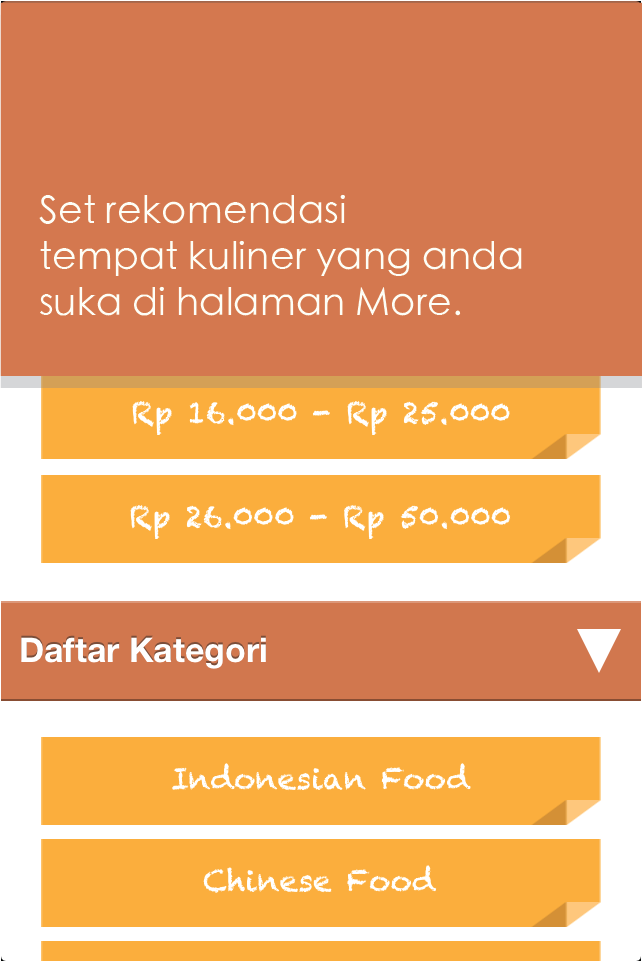 Set rekomendasi
tempat kuliner yang anda
suka di halaman More.
Rp 16.000 - Rp 25.000
Rp 26.000 - Rp 50.000
Daftar Kategori
Indonesian Food
Chinese Food